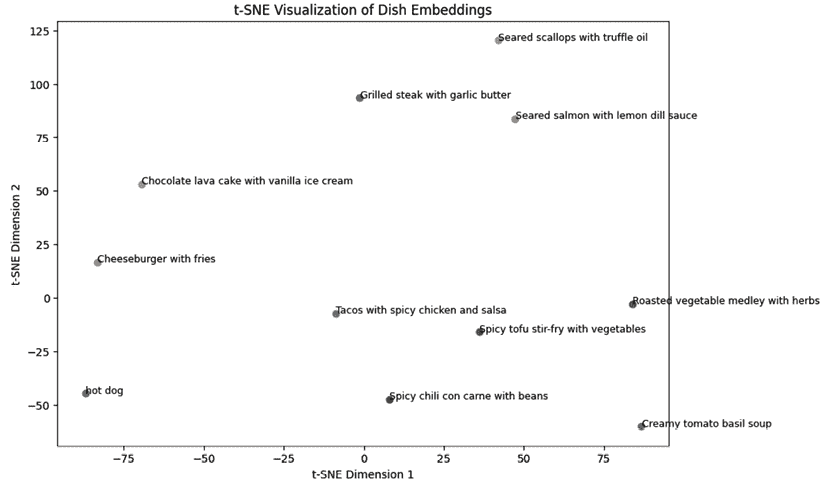 t-SNE Visualization of Dish Embeddings
125
Seared scallops with truffle oil
100
Grilled steak with garlic butter
Seared salmon with lemon dill sauce
75
Chocolate lava cake with vanilla ice cream
50
t-SNE Dimension 2
25
Cheeseburger with fries
0
Roasted vegetable medley with herbs
Tacos with spicy chicken and salsa
Spicy tofu stir-fry with vegetables
−25
hot dog
Spicy chili con carne with beans
−50
Creamy tomato basil soup
−75
−50
−25
0
25
50
75
t-SNE Dimension 1